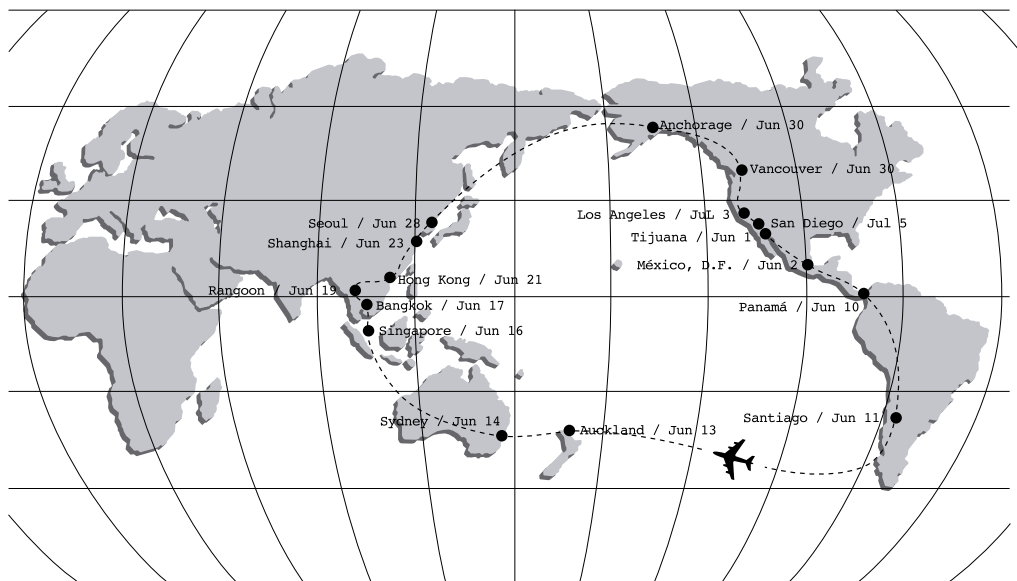 Anchorage / Jun 30
Vancouver / Jun 30
Los Angeles / JuL 3
San Diego / Jul 5
Seoul / Jun 28
Tijuana / Jun 1
Shanghai / Jun 23
México, D.F. / Jun 2
Hong Kong / Jun 21
Rangoon / Jun 19
Bangkok / Jun 17
Panamá / Jun 10
Singapore / Jun 16
Santiago / Jun 11
Sydney / Jun 14
Auckland / Jun 13